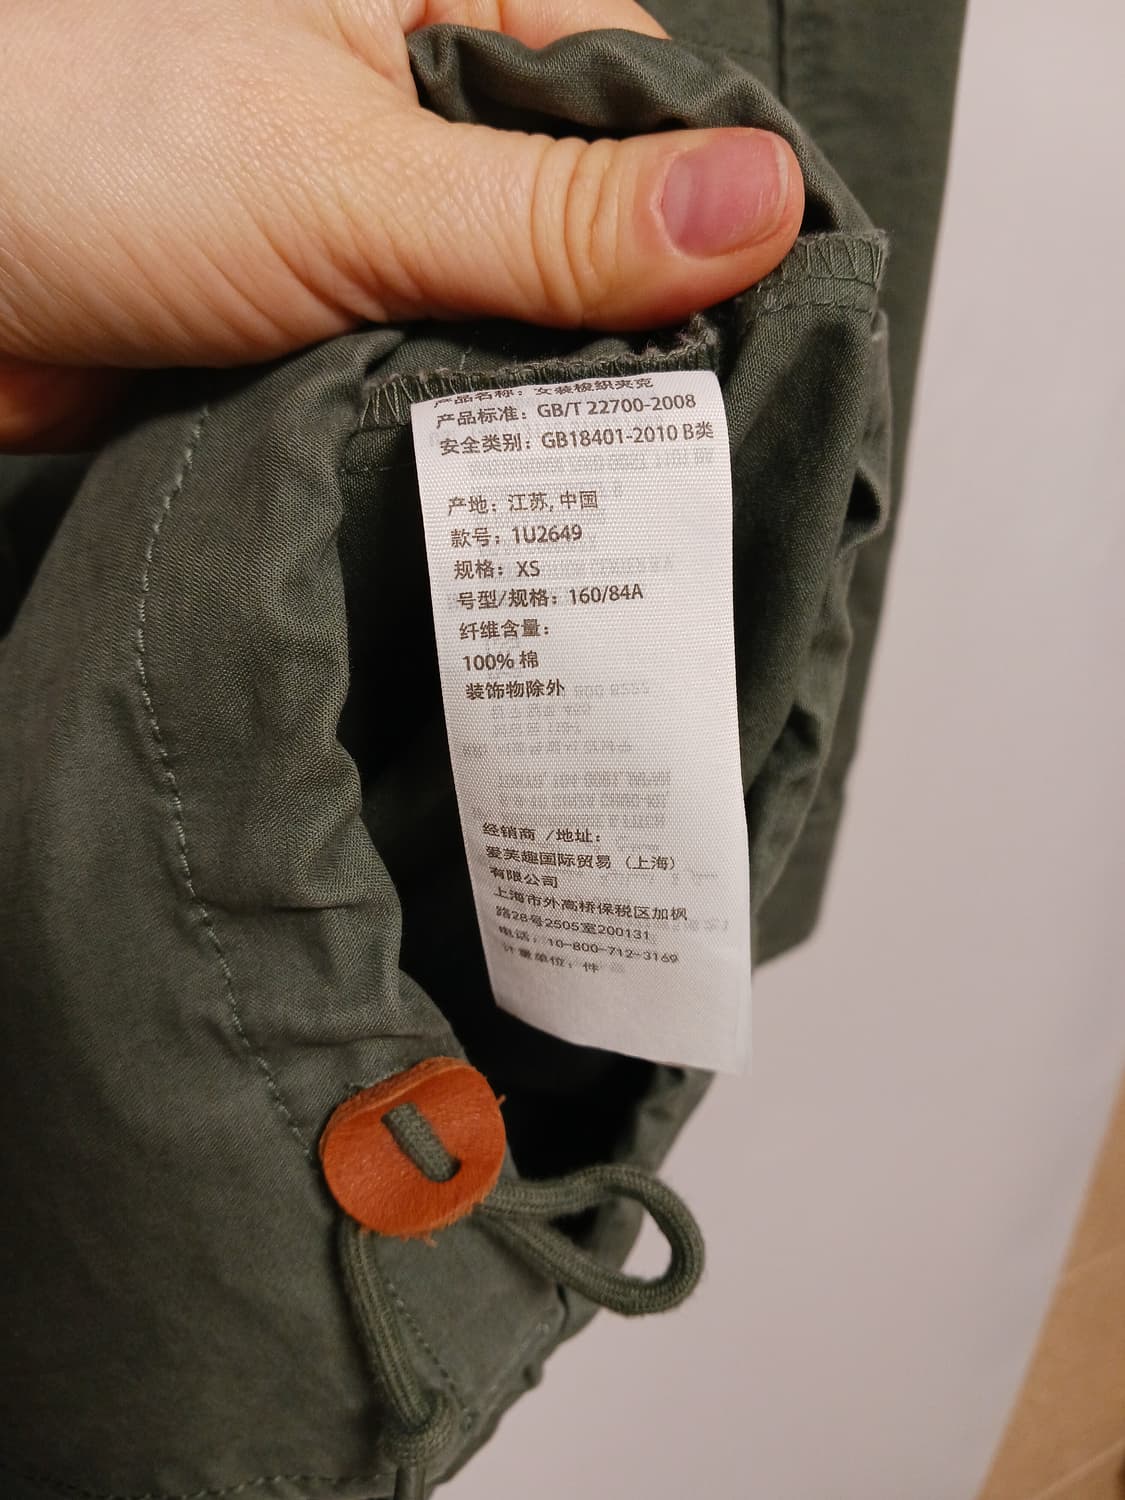 产品名称：女装梭织夹克
产品标准：GB/T 22700-2008
安全类别：GB18401-2010 B类
产地：江苏, 中国
款号：1U2649
规格：XS
号型/规格：160/84A
纤维含量：
100% 棉
装饰物除外
经销商 /地址：
爱芙趣国际贸易（上海）
有限公司
上海市外高桥保税区加枫
路28号2505室200131
电话：10-800-712-3169
计量单位：件